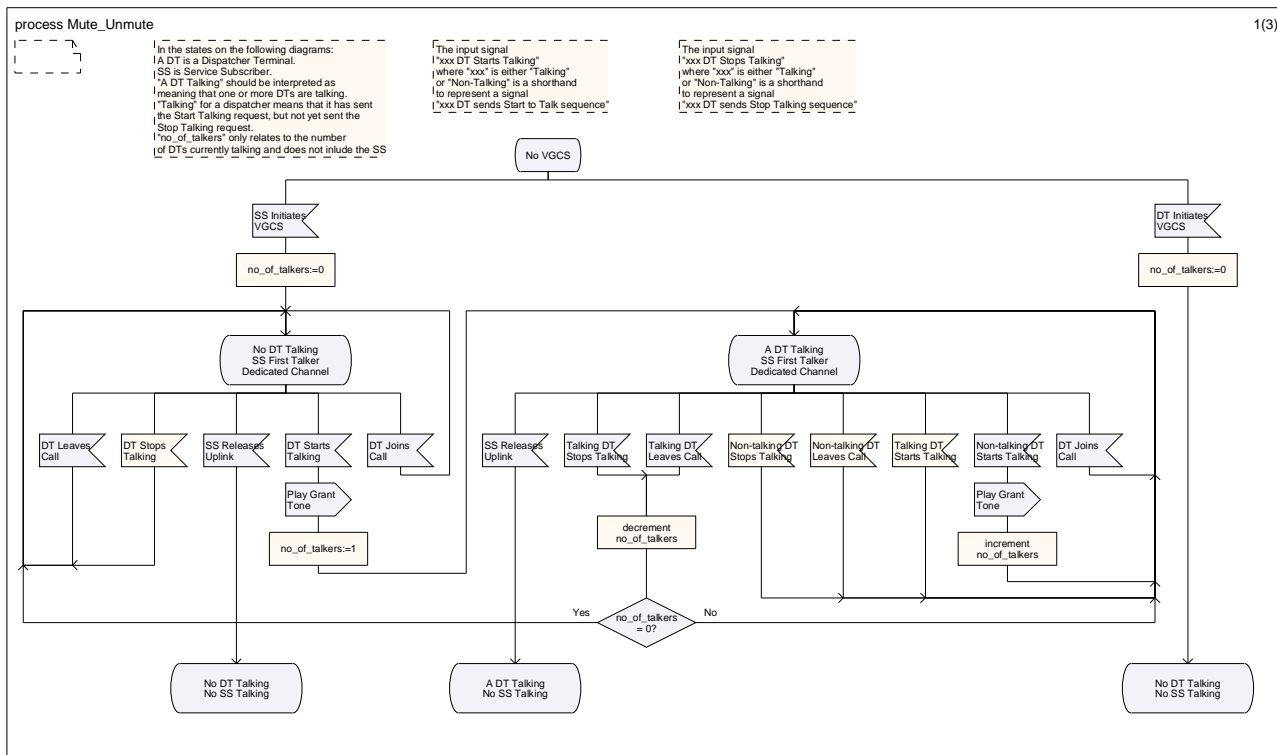 process Mute_Unmute
1(3)
In the states on the following diagrams:
A DT is a Dispatcher Terminal.
SS is Service Subscriber.
"A DT Talking" should be interpreted as
meaning that one or more DTs are talking.
"Talking" for a dispatcher means that it has sent
the Start Talking request, but not yet sent the
Stop Talking request.
"no_of_talkers" only relates to the number
of DTs currently talking and does not inlude the SS
The input signal
"xxx DT Starts Talking"
where "xxx" is either "Talking"
or "Non-Talking" is a shorthand
to represent a signal
"xxx DT sends Start to Talk sequence"
The input signal
"xxx DT Stops Talking"
where "xxx" is either "Talking"
or "Non-Talking" is a shorthand
to represent a signal
"xxx DT sends Stop Talking sequence"
No VGCS
SS Initiates
VGCS
DT Initiates
VGCS
no_of_talkers:=0
no_of_talkers:=0
No DT Talking
SS First Talker
Dedicated Channel
A DT Talking
SS First Talker
Dedicated Channel
DT Leaves
Call
DT Stops
Talking
SS Releases
Uplink
DT Starts
Talking
DT Joins
Call
SS Releases
Uplink
Talking DT
Stops Talking
Talking DT
Leaves Call
Non-talking DT
Stops Talking
Non-talking DT
Leaves Call
Talking DT
Starts Talking
Non-talking DT
Starts Talking
DT Joins
Call
Play Grant
Tone
Play Grant
Tone
no_of_talkers:=1
decrement
no_of_talkers
increment
no_of_talkers
Yes
no_of_talkers
= 0?
No
No DT Talking
No SS Talking
A DT Talking
No SS Talking
No DT Talking
No SS Talking